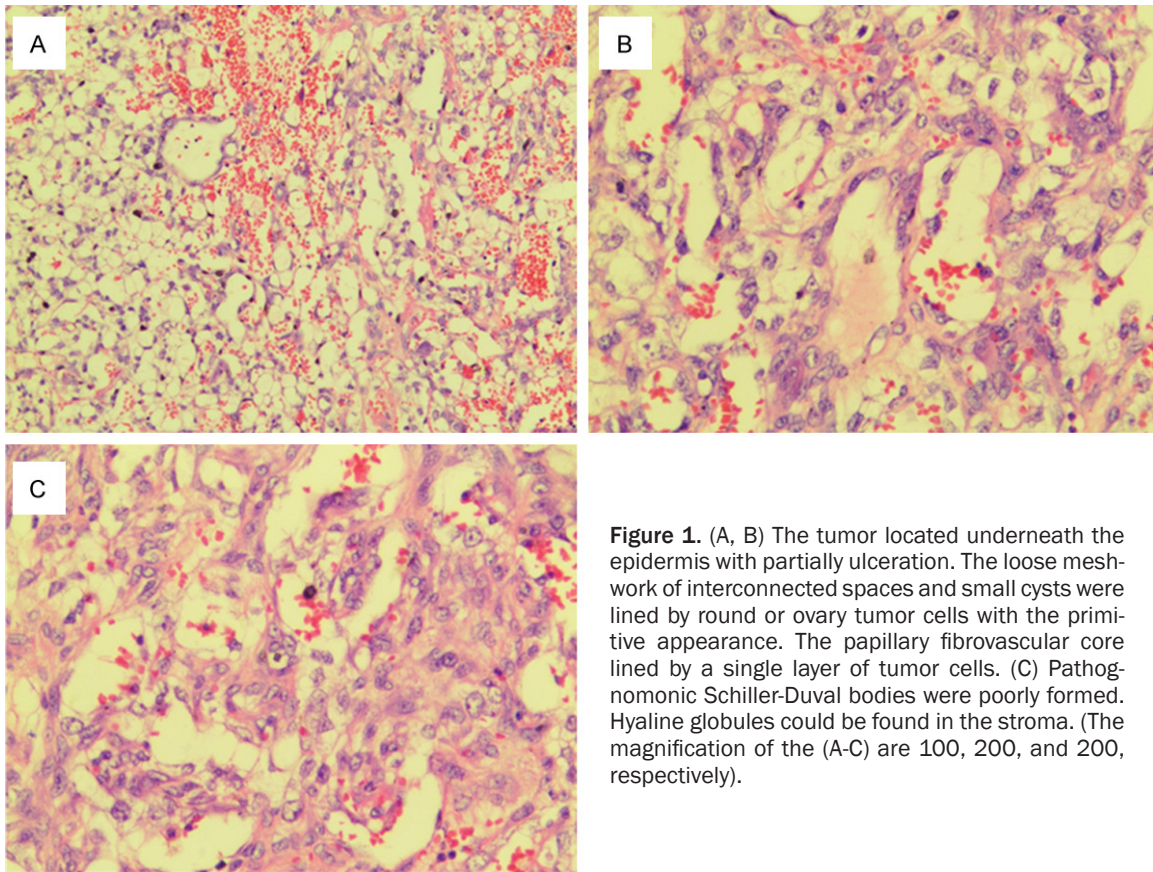 A
B
C
Figure 1. (A, B) The tumor located underneath the
epidermis with partially ulceration. The loose mesh-
work of interconnected spaces and small cysts were
lined by round or ovary tumor cells with the primi-
tive appearance. The papillary fibrovascular core
lined by a single layer of tumor cells. (C) Pathog-
nomonic Schiller-Duval bodies were poorly formed.
Hyaline globules could be found in the stroma. (The
magnification of the (A-C) are 100, 200, and 200,
respectively).